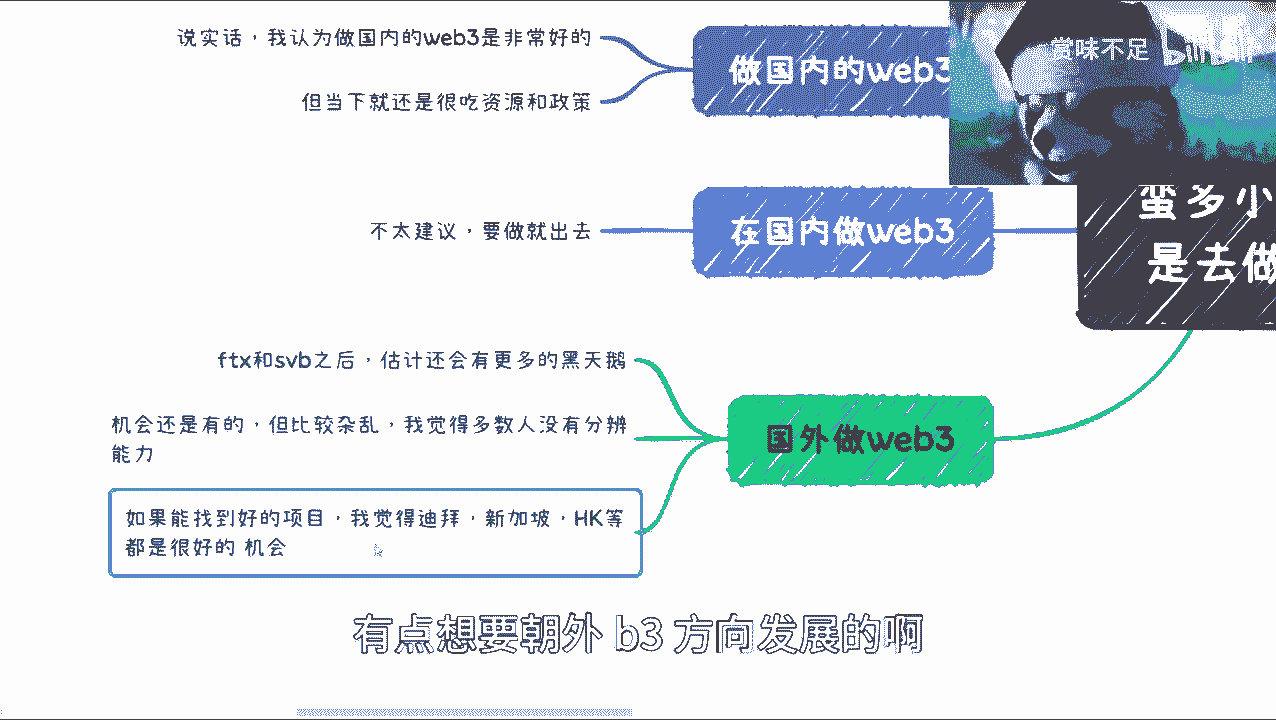 说实话，我认为做国内的web3是非常好的
但当下就还是很吃资源和政策
做国内的web3
赏味不足
不太建议，要做就出去
在国内做web3
蛮多小
是去做
ftx和svb之后，估计还会有更多的黑天鹅
机会还是有的，但比较杂乱，我觉得多数人没有分辨
能力
国外做web3
如果能找到好的项目，我觉得迪拜，新加坡，HK等
都是很好的 机会
有点想要朝外 b3 方向发展的啊